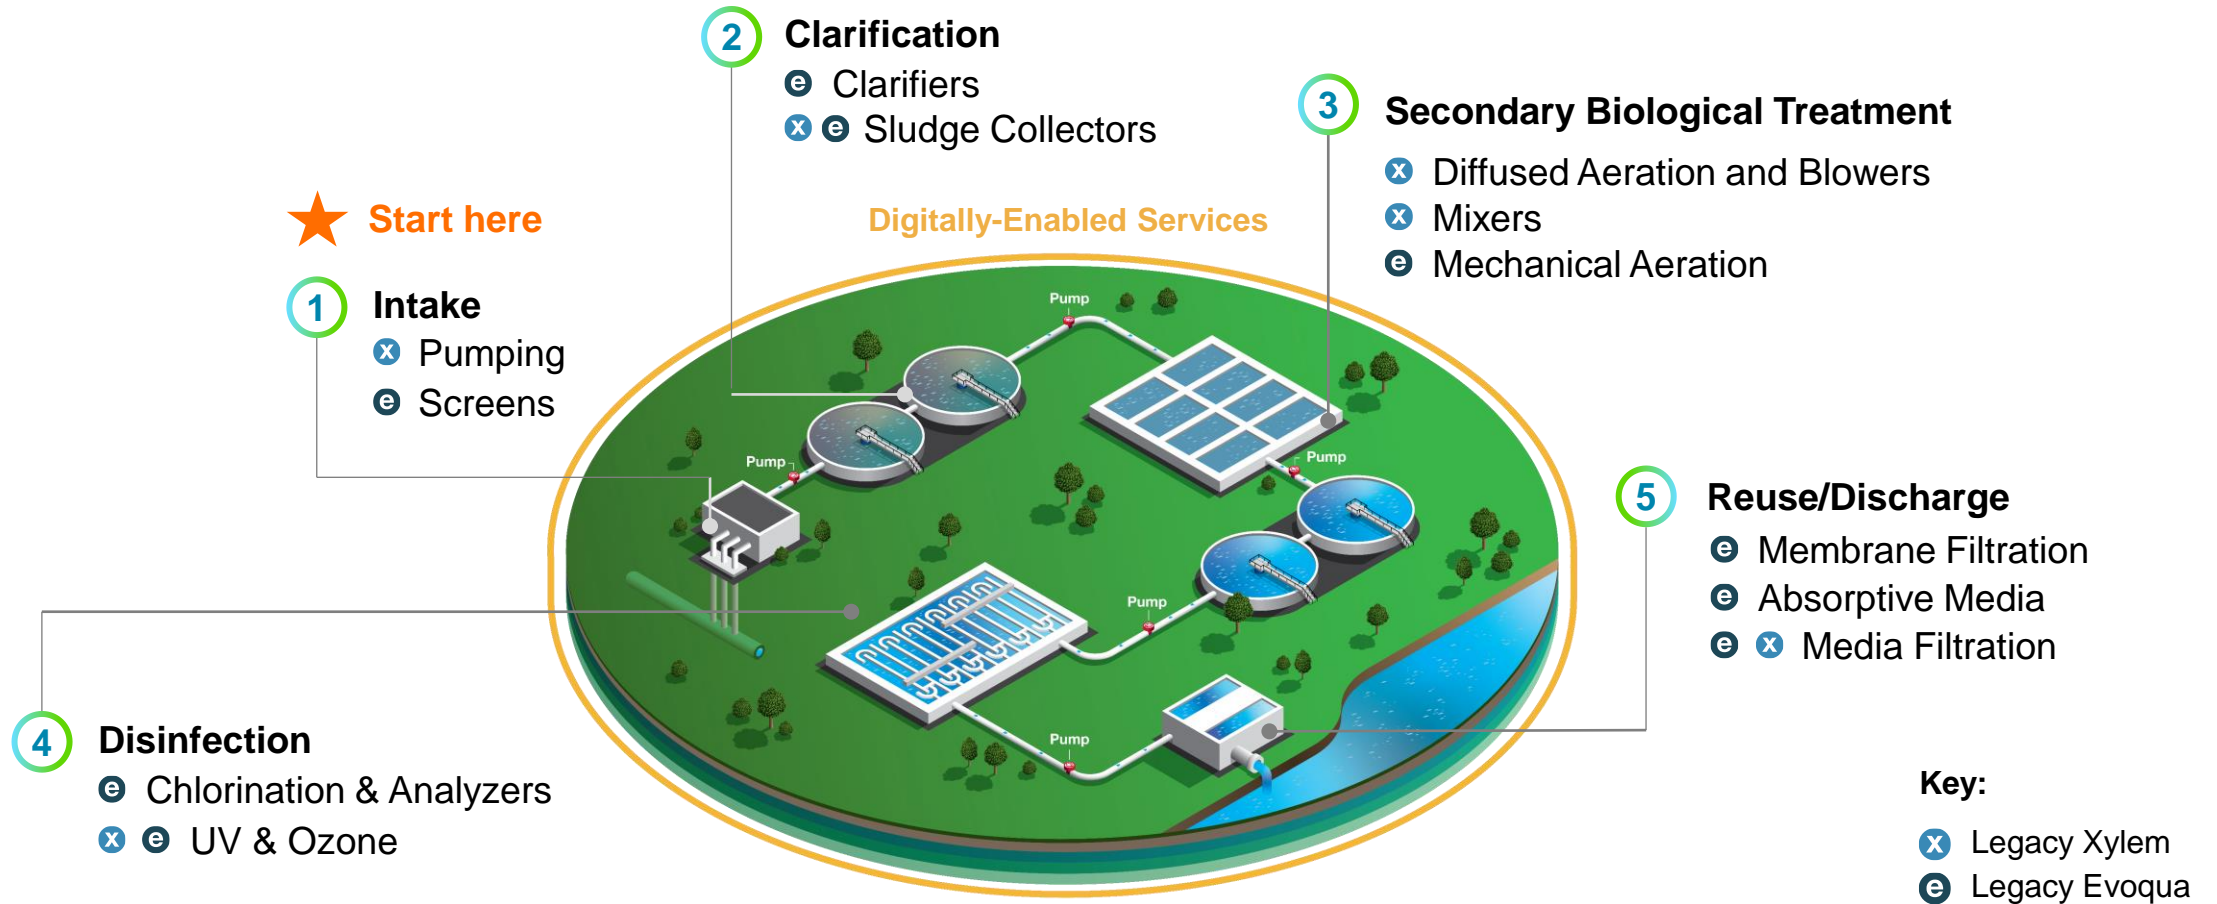 Start here
1 Intake
x Pumping
e Screens
2 Clarification
e Clarifiers
x e Sludge Collectors
3 Secondary Biological Treatment
x Diffused Aeration and Blowers
x Mixers
e Mechanical Aeration
Digitally-Enabled Services
Pump
Pump
Pump
Pump
Pump
4 Disinfection
e Chlorination & Analyzers
x e UV & Ozone
5 Reuse/Discharge
e Membrane Filtration
e Absorptive Media
e x Media Filtration
Key:
x Legacy Xylem
e Legacy Evoqua